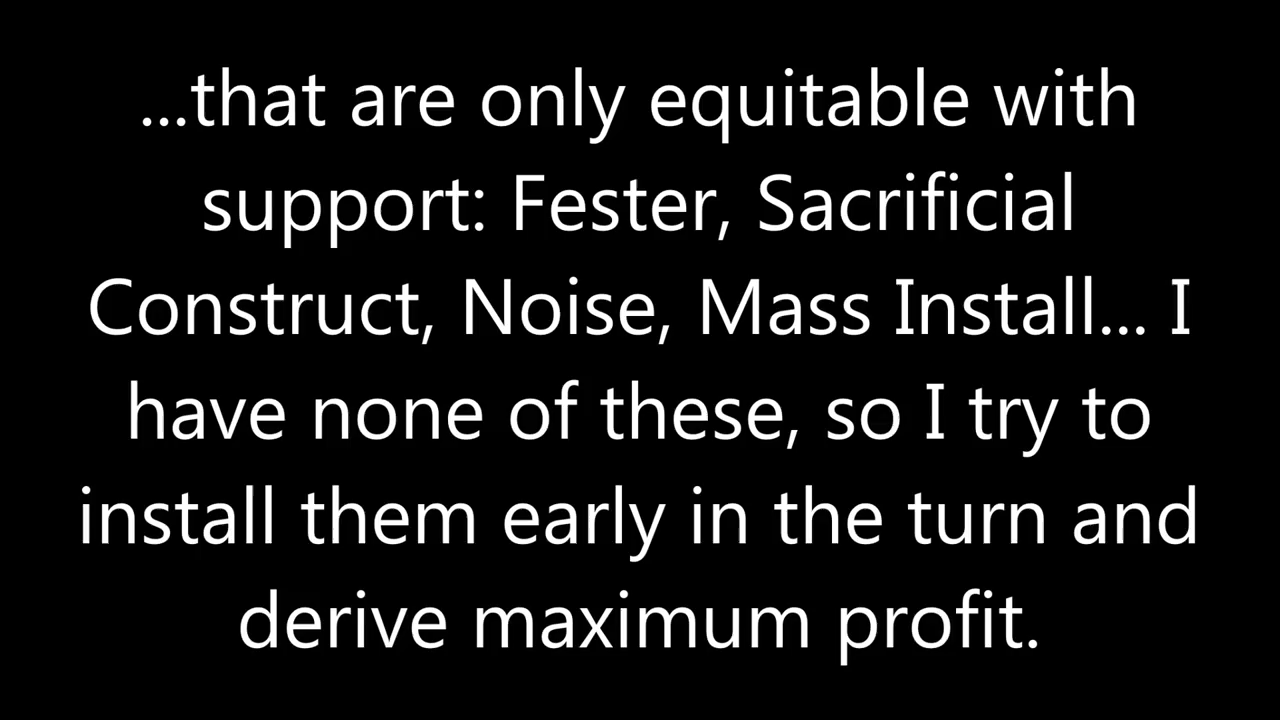 ...that are only equitable with
support: Fester, Sacrificial
Construct, Noise, Mass Install... I
have none of these, so I try to
install them early in the turn and
derive maximum profit.